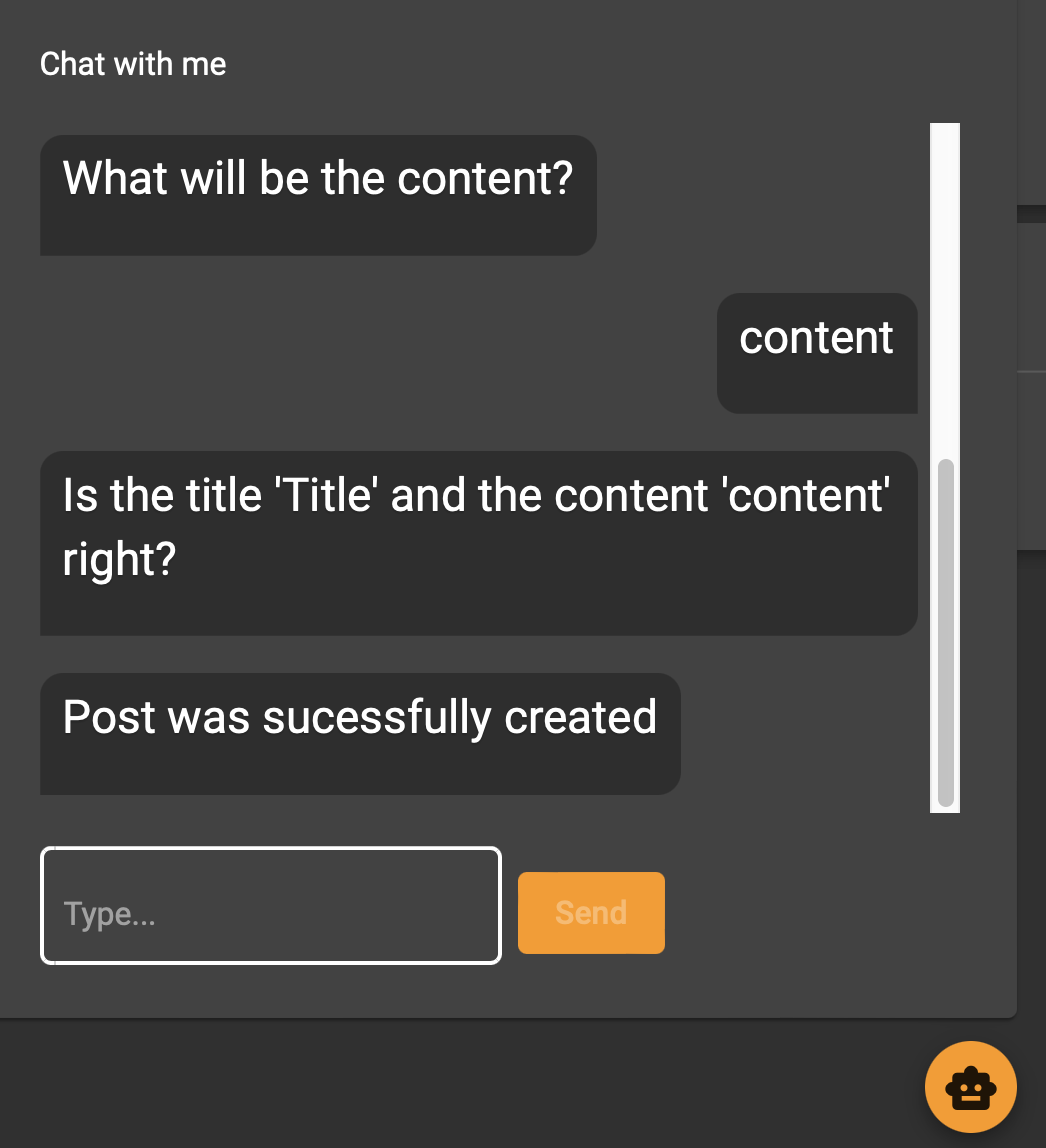 Chat with me
What will be the content?
content
Is the title 'Title' and the content 'content'
right?
Post was sucessfully created
Type...
Send